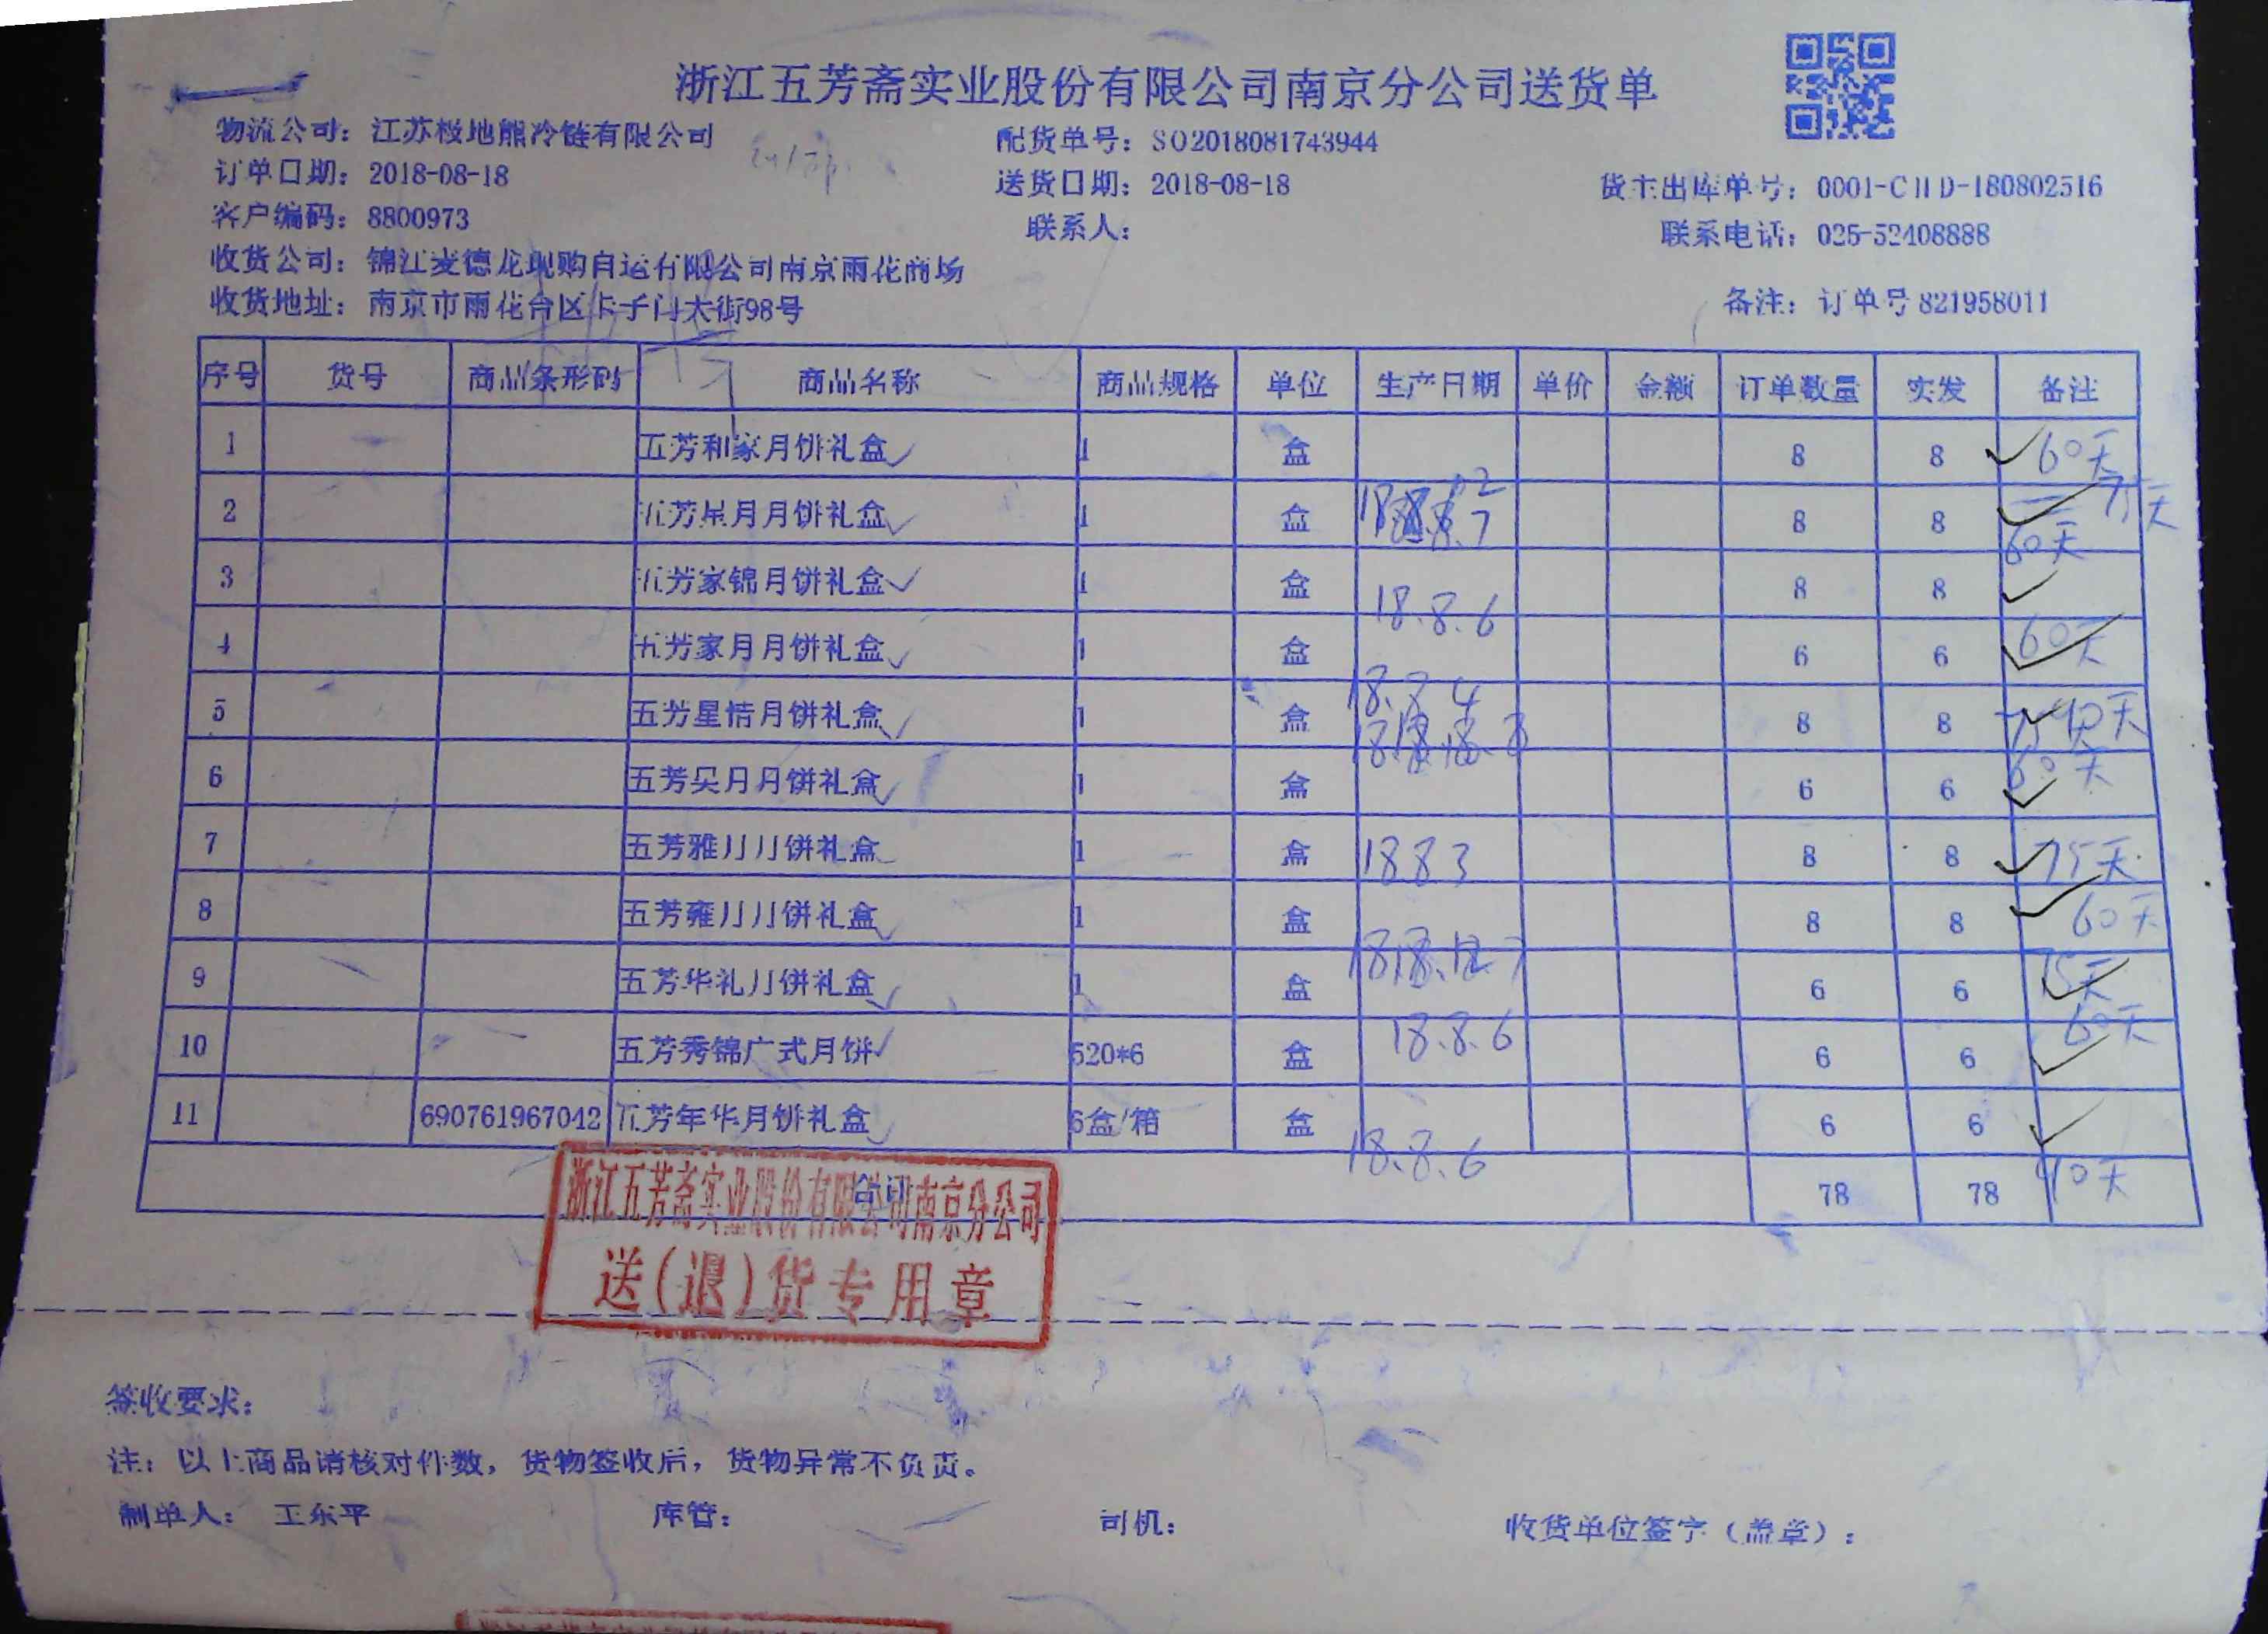 浙江五芳斋实业股份有限公司南京分公司送货单
物流公司：江苏极地熊冷链有限公司 配货单号：SO2018081743944
订单日期：2018-08-18 送货日期：2018-08-18 货主出库单号：0001-CHD-180802516
客户编码：8800973 联系人： 联系电话：025-52408888
收货公司：锦江麦德龙现购自运有限公司南京雨花商场
收货地址：南京市雨花台区卡子门大街98号 备注：订单号821958011
序号 货号 商品条形码 商品名称 商品规格 单位 生产日期 单价 金额 订单数量 实发 备注
1 五芳和家月饼礼盒 1 盒 8 8 60天
2 五芳星月月饼礼盒 1 盒 8 8 75天
60天
3 五芳家锦月饼礼盒 1 盒 18.8.6 8 8
4 五芳家月月饼礼盒 1 盒 6 6 60天
18.8.4
5 五芳星情月饼礼盒 1 盒 8 8 90天
6 五芳月月饼礼盒 1 盒 6 6 60天
7 五芳雅月月饼礼盒 1 盒 18 8 3 8 8 75天
8 五芳雍月月饼礼盒 1 盒 8 8 60天
9 五芳华礼月饼礼盒 1 盒 6 6 75天
10 五芳秀锦广式月饼 520*6 盒 18.8.6 6 6 60天
11 690761967042 五芳年华月饼礼盒 6盒/箱 盒 6 6
18.8.6 78 78 90天
浙江五芳斋实业股份有限公司南京分公司
送(退)货专用章
签收要求：
注：以上商品请核对件数，货物签收后，货物异常不负责。
制单人：王东平 库管： 司机： 收货单位签字（盖章）：